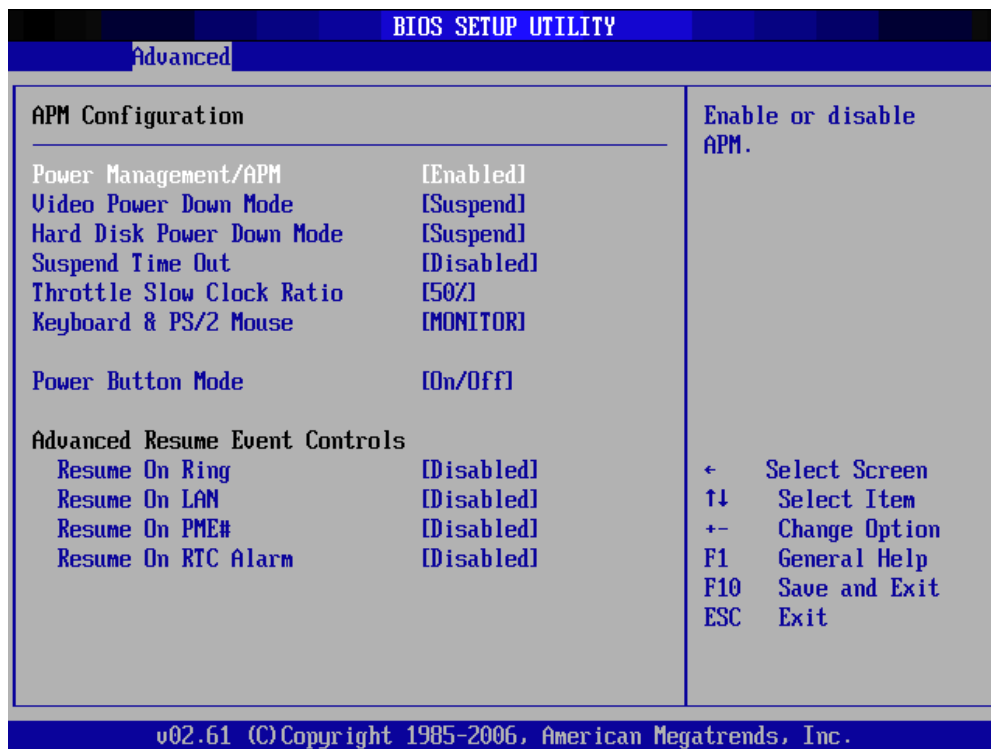 BIOS SETUP UTILITY
Advanced
APM Configuration
Power Management/APM [Enabled]
Video Power Down Mode [Suspend]
Hard Disk Power Down Mode [Suspend]
Suspend Time Out [Disabled]
Throttle Slow Clock Ratio [50%]
Keyboard & PS/2 Mouse [MONITOR]
Power Button Mode [On/Off]
Advanced Resume Event Controls
Resume On Ring [Disabled]
Resume On LAN [Disabled]
Resume On PME# [Disabled]
Resume On RTC Alarm [Disabled]
Enable or disable
APM.
← Select Screen
↑↓ Select Item
+- Change Option
F1 General Help
F10 Save and Exit
ESC Exit
v02.61 (C)Copyright 1985-2006, American Megatrends, Inc.